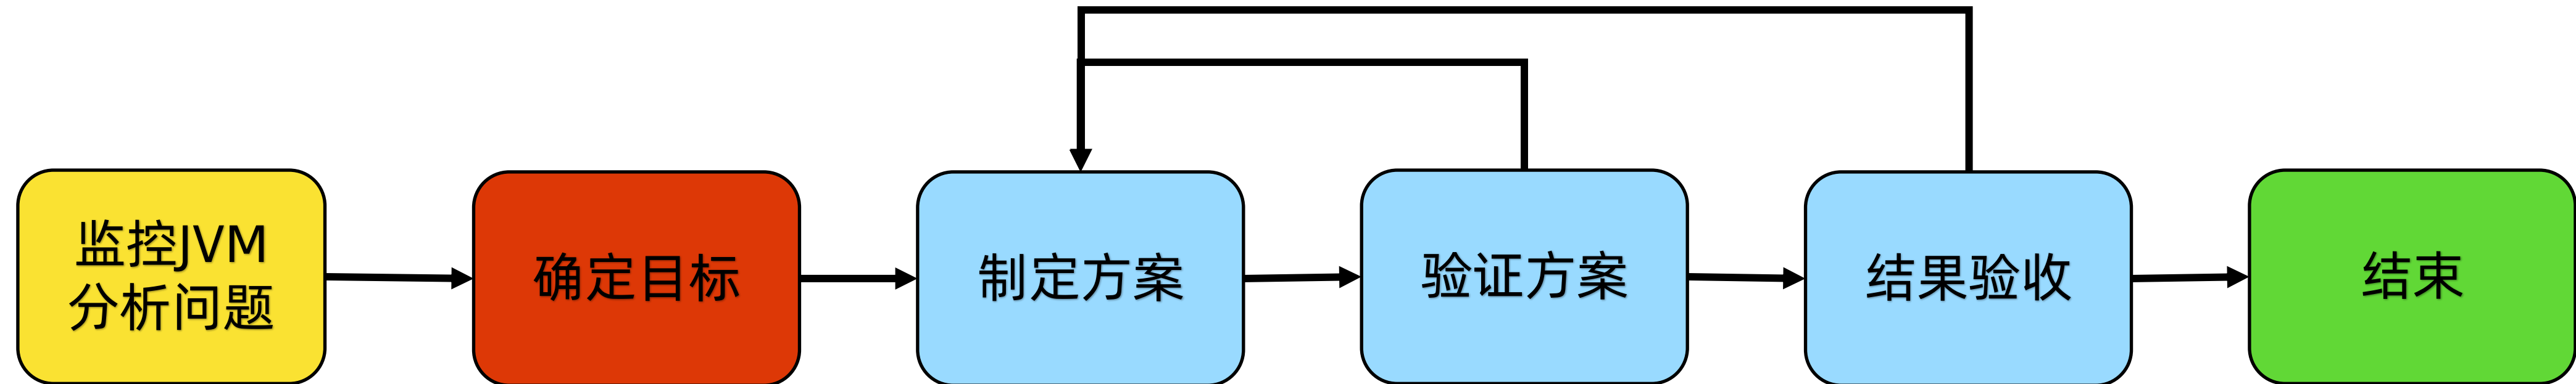 监控JVM
分析问题
确定目标
制定方案
验证方案
结果验收
结束